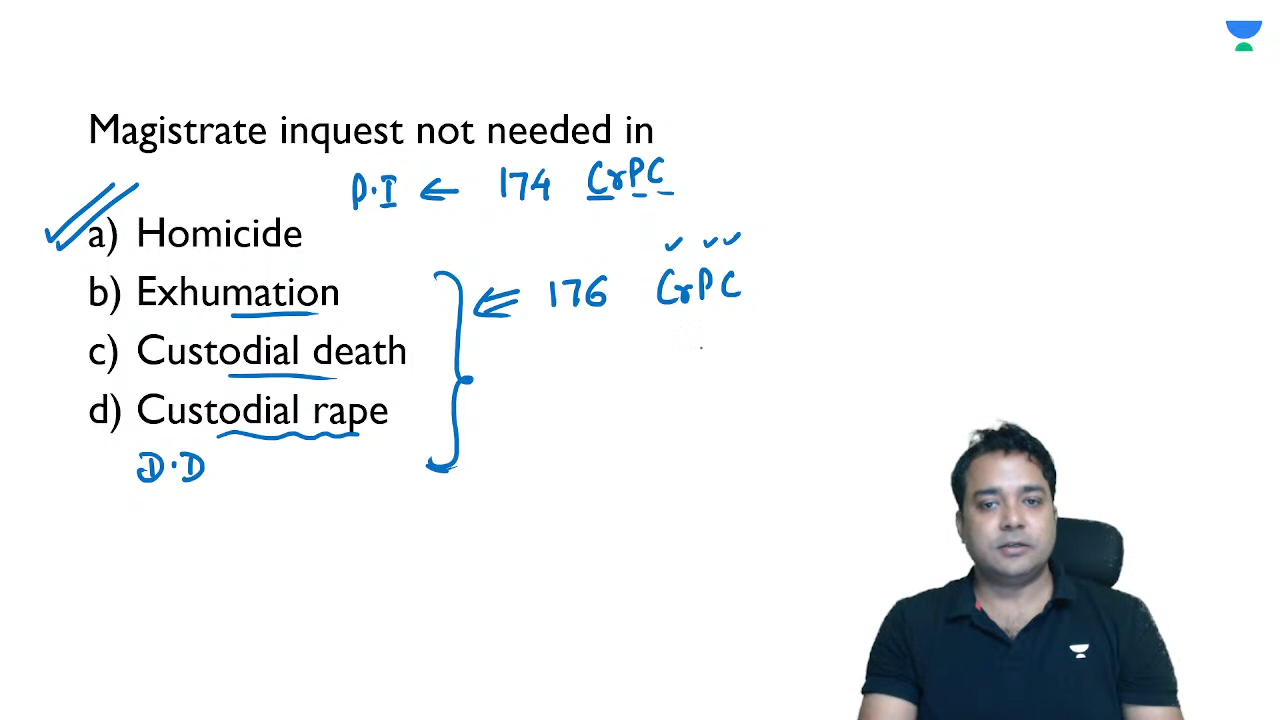 Magistrate inquest not needed in
P.I ← 174 CrPC
a) Homicide
b) Exhumation
176 CrPC
c) Custodial death
d) Custodial rape
D.D